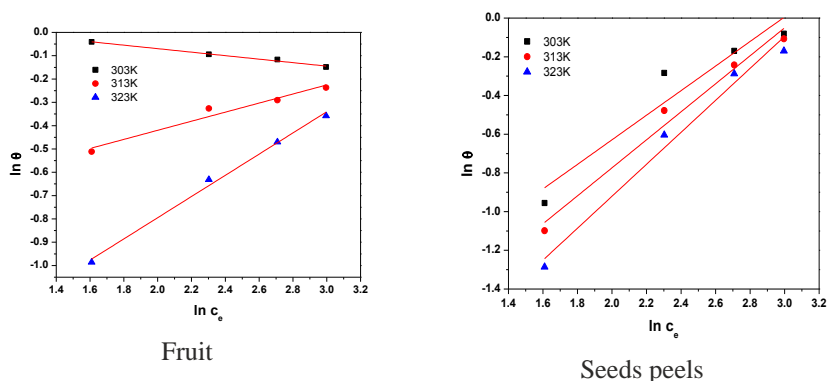 0.0
-0.1
-0.2
-0.3
-0.4
-0.5
-0.6
-0.7
-0.8
-0.9
-1.0
ln θ
303K
313K
323K
1.4 1.6 1.8 2.0 2.2 2.4 2.6 2.8 3.0 3.2
ln c_e
Fruit
0.0
-0.2
-0.4
-0.6
-0.8
-1.0
-1.2
-1.4
ln θ
303K
313K
323K
1.4 1.6 1.8 2.0 2.2 2.4 2.6 2.8 3.0 3.2
ln c_e
Seeds peels